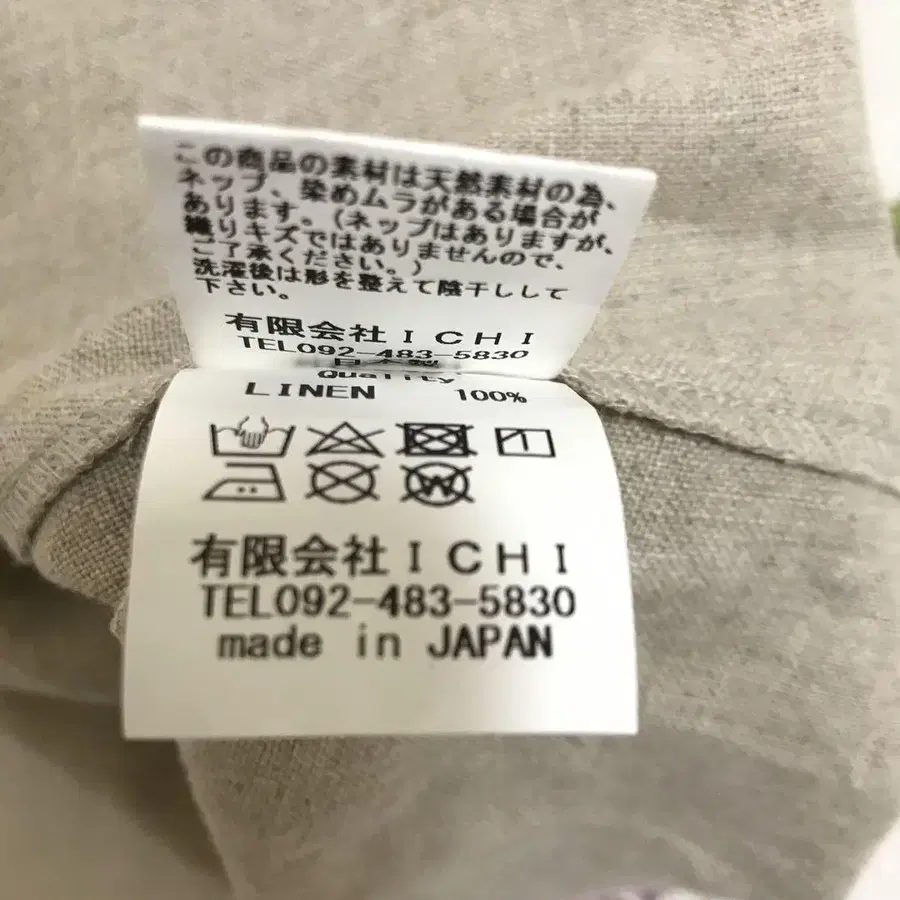 この商品の素材は天然素材の為、
ネップ、染めムラがある場合が
あります。(ネップはありますが、
織りキズではありませんので、
ご了承ください。)
洗濯後は形を整えて陰干しして
下さい。
有限会社ICHI
TEL092-483-5830
日本製
Quality
LINEN 100%
有限会社ICHI
TEL092-483-5830
made in JAPAN